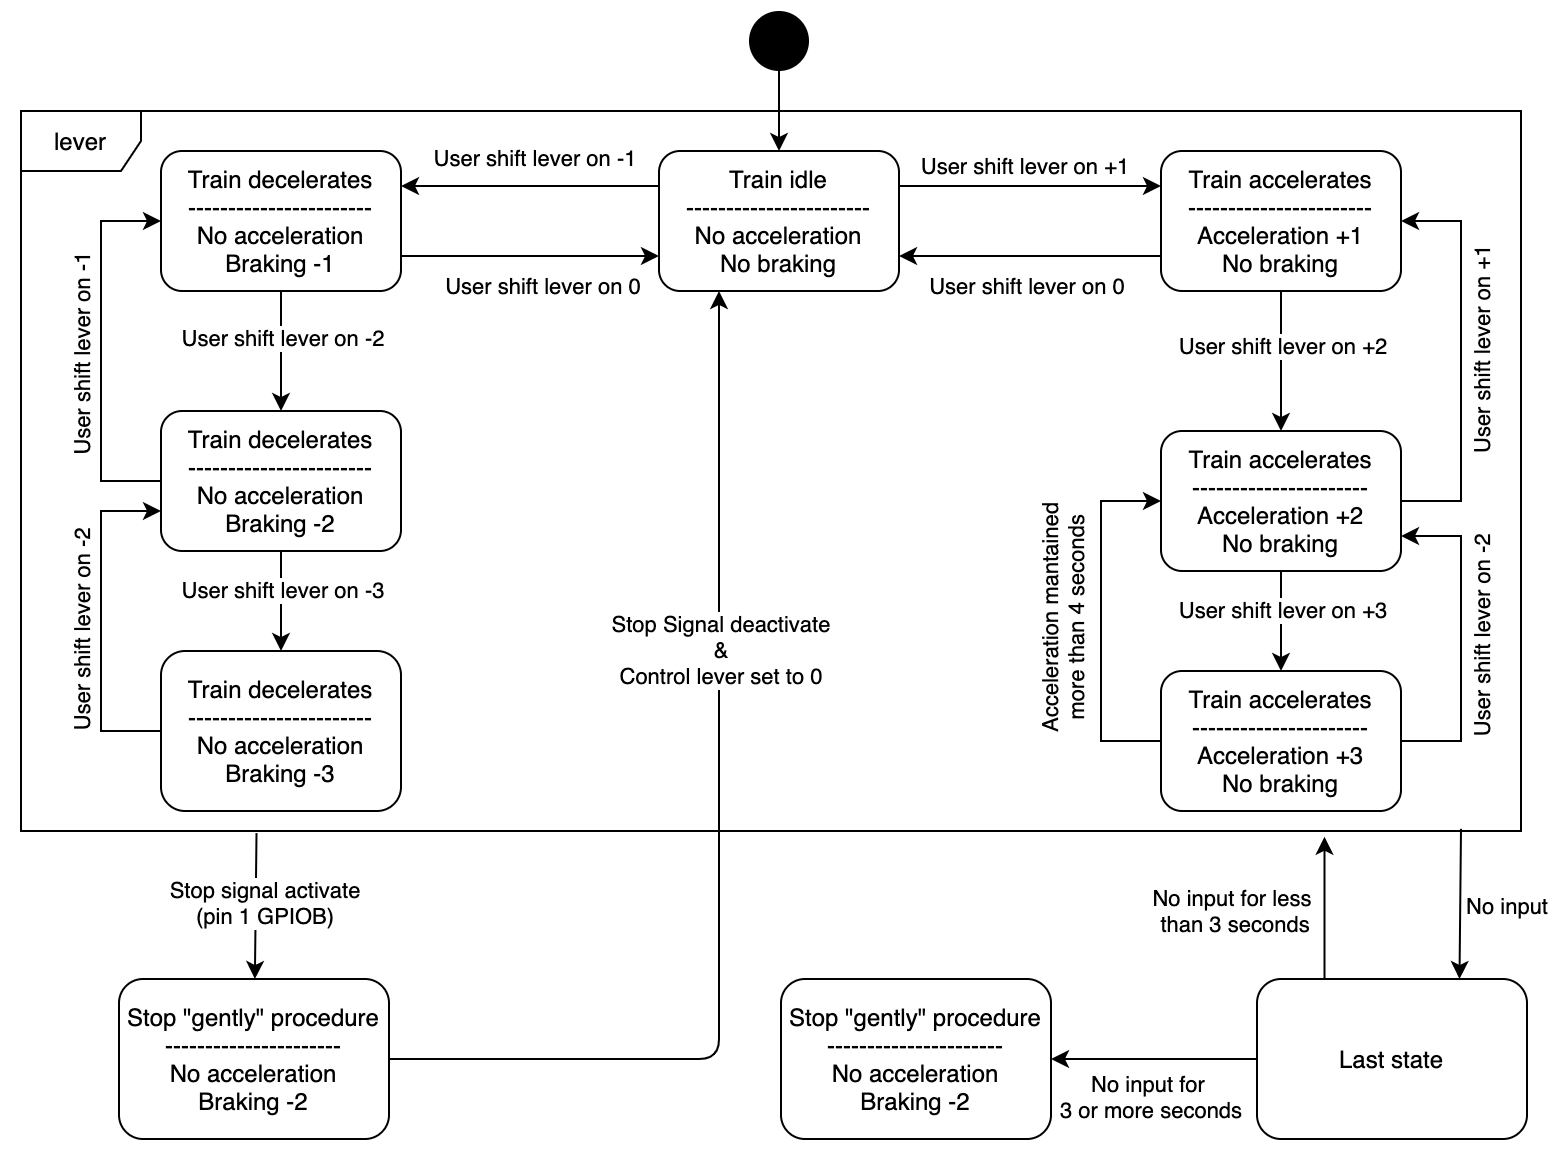 lever
User shift lever on -1
User shift lever on +1
Train decelerates
-----------------------
No acceleration
Braking -1
Train idle
-----------------------
No acceleration
No braking
Train accelerates
-----------------------
Acceleration +1
No braking
User shift lever on 0
User shift lever on 0
User shift lever on -1
User shift lever on -2
User shift lever on +2
User shift lever on +1
Train decelerates
-----------------------
No acceleration
Braking -2
Train accelerates
----------------------
Acceleration +2
No braking
User shift lever on -2
User shift lever on -3
Stop Signal deactivate
&
Control lever set to 0
Acceleration mantained
more than 4 seconds
User shift lever on +3
User shift lever on -2
Train decelerates
-----------------------
No acceleration
Braking -3
Train accelerates
----------------------
Acceleration +3
No braking
Stop signal activate
(pin 1 GPIOB)
No input for less
than 3 seconds
No input
Stop "gently" procedure
----------------------
No acceleration
Braking -2
Stop "gently" procedure
----------------------
No acceleration
Braking -2
No input for
3 or more seconds
Last state